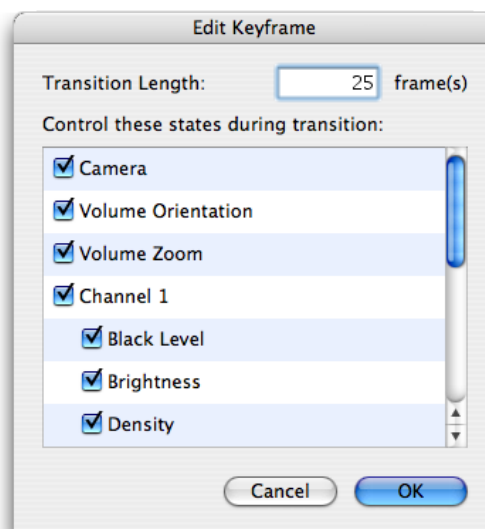 Edit Keyframe
Transition Length: 25 frame(s)
Control these states during transition:
Camera
Volume Orientation
Volume Zoom
Channel 1
Black Level
Brightness
Density
Cancel OK